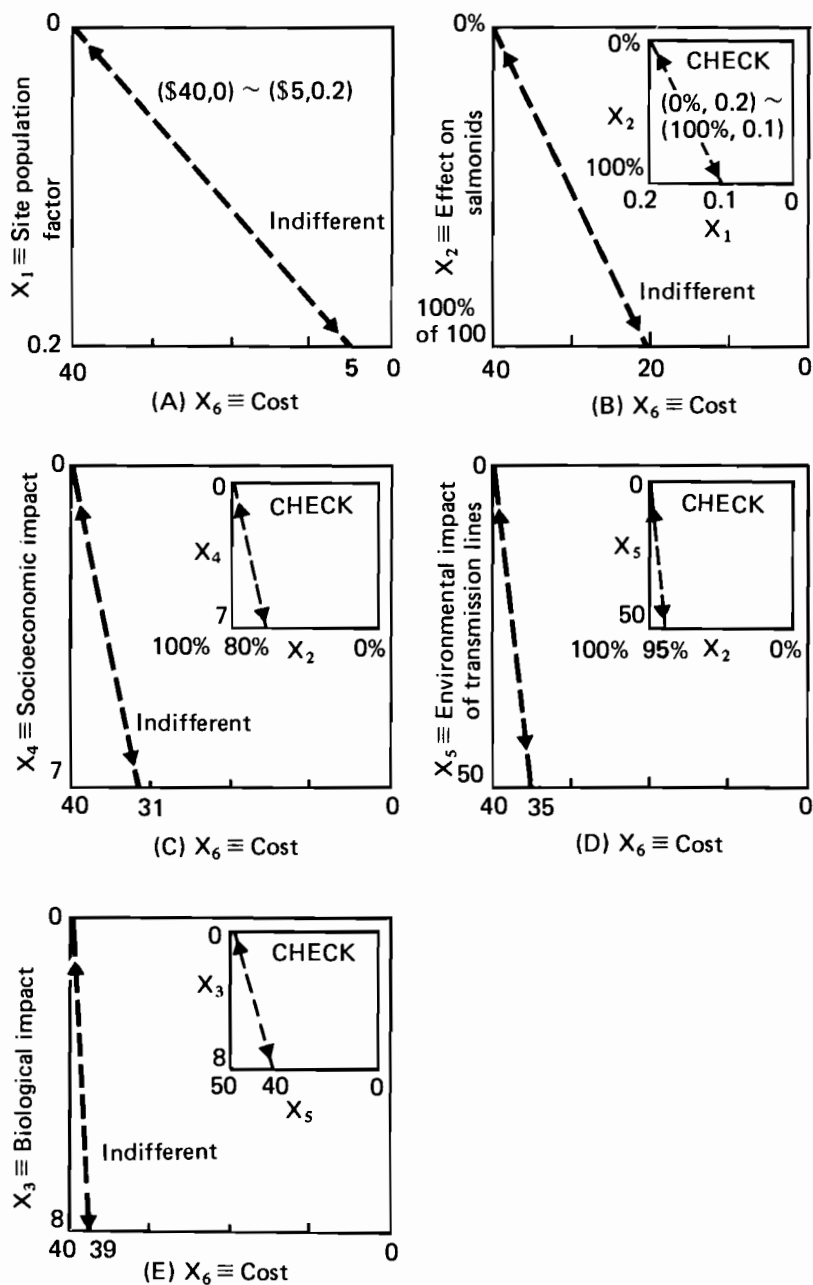 0
X₁ ≡ Site population
factor
($40,0) ~ ($5,0.2)
Indifferent
0.2
40 5 0
(A) X₆ ≡ Cost
0%
X₂ ≡ Effect on
salmonids
0%
CHECK
X₂
(0%, 0.2) ~
(100%, 0.1)
100%
0.2 0.1 0
X₁
Indifferent
100%
of 100
40 20 0
(B) X₆ ≡ Cost
0
X₄ ≡ Socioeconomic impact
0
CHECK
X₄
7
100% 80% X₂ 0%
Indifferent
7
40 31 0
(C) X₆ ≡ Cost
0
X₅ ≡ Environmental impact
of transmission lines
0
CHECK
X₅
50
100% 95% X₂ 0%
50
40 35 0
(D) X₆ ≡ Cost
0
X₃ ≡ Biological impact
0
CHECK
X₃
8
50 40 0
X₅
Indifferent
8
40 39 0
(E) X₆ ≡ Cost